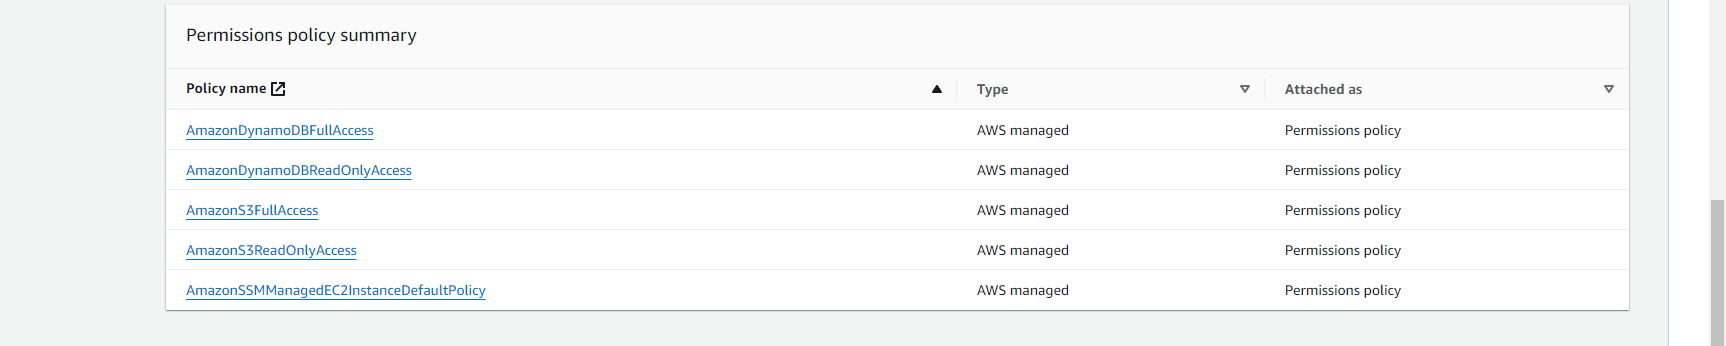 Permissions policy summary
Policy name Type Attached as
AmazonDynamoDBFullAccess AWS managed Permissions policy
AmazonDynamoDBReadOnlyAccess AWS managed Permissions policy
AmazonS3FullAccess AWS managed Permissions policy
AmazonS3ReadOnlyAccess AWS managed Permissions policy
AmazonSSMManagedEC2InstanceDefaultPolicy AWS managed Permissions policy